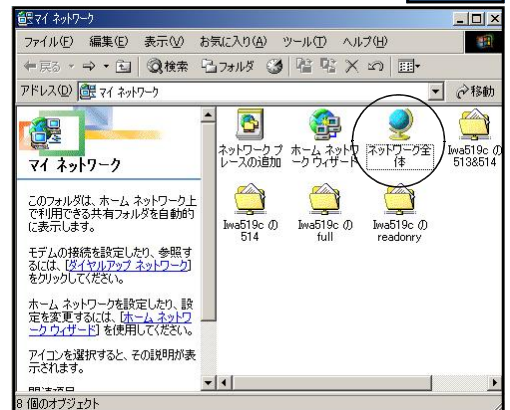 マイ ネットワーク
ファイル(F) 編集(E) 表示(V) お気に入り(A) ツール(T) ヘルプ(H)
戻る 検索 フォルダ
アドレス(D) マイ ネットワーク 移動
マイ ネットワーク
このフォルダは、ホーム ネットワーク上
で利用できる共有フォルダを自動的
に表示します。
モデムの接続を設定したり、参照す
るには、[ダイヤルアップ ネットワーク]
をクリックしてください。
ホーム ネットワークを設定したり、設
定を変更するには、[ホーム ネットワ
ーク ウィザード] を使用してください。
アイコンを選択すると、その説明が表
示されます。
ネットワーク プ
レースの追加
ホーム ネットワ
ーク ウィザード
ネットワーク全
体
Iwa519c の
513&514
Iwa519c の
514
Iwa519c の
full
Iwa519c の
readonry
8 個のオブジェクト